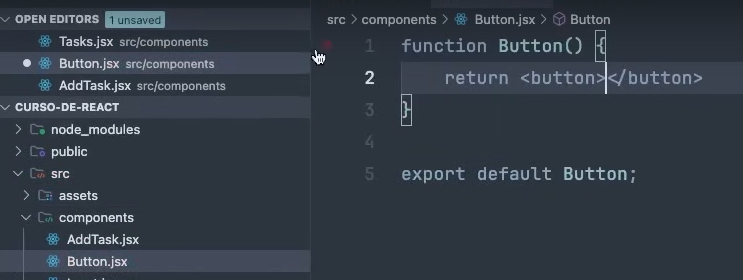 OPEN EDITORS 1 unsaved
Tasks.jsx src/components
Button.jsx src/components
AddTask.jsx src/components
CURSO-DE-REACT
node_modules
public
src
assets
components
AddTask.jsx
Button.jsx
src > components > Button.jsx > Button
1 function Button() {
2 return <button></button>
3 }
4
5 export default Button;